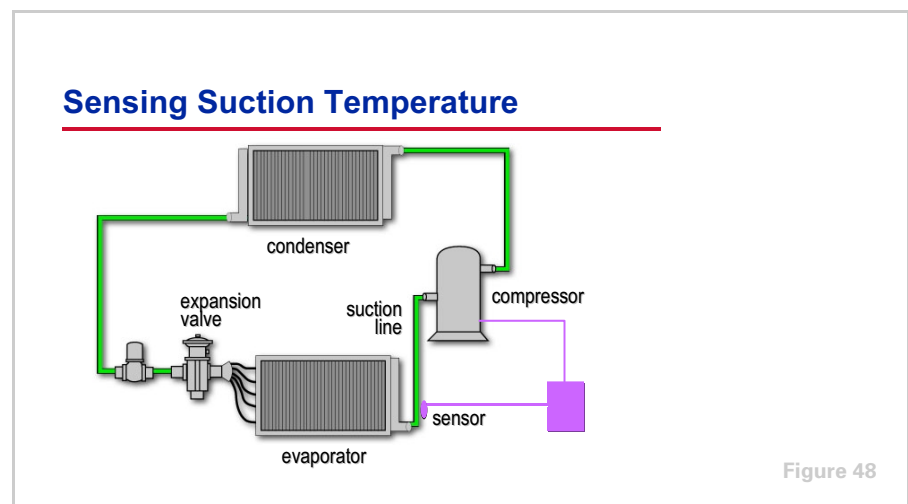 Sensing Suction Temperature
condenser
expansion
valve
suction
line
compressor
sensor
evaporator
Figure 48